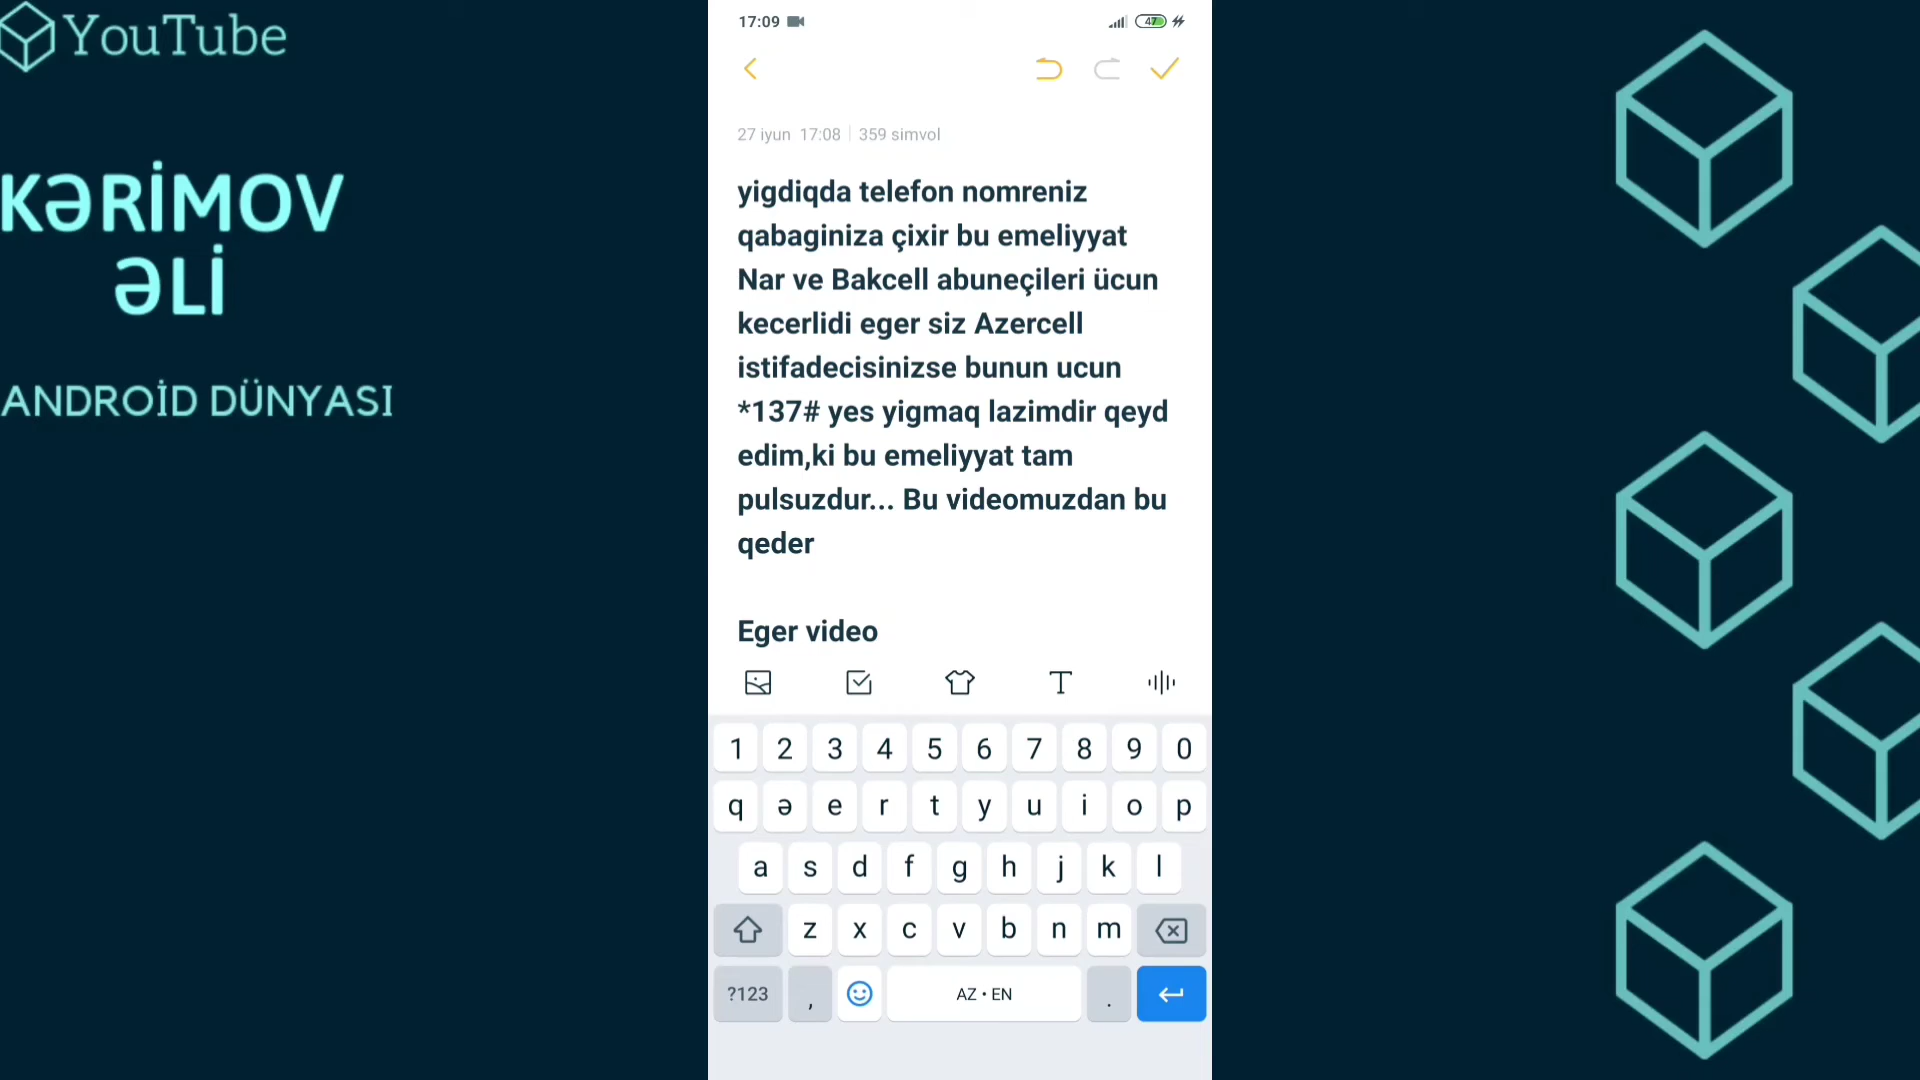 YouTube
KƏRİMOV
ƏLİ
ANDROİD DÜNYASI
17:09
47
27 iyun 17:08 | 359 simvol
yigdiqda telefon nomreniz
qabaginiza çixir bu emeliyyat
Nar ve Bakcell abuneçileri ücun
kecerlidi eger siz Azercell
istifadecisinizse bunun ucun
*137# yes yigmaq lazimdir qeyd
edim,ki bu emeliyyat tam
pulsuzdur... Bu videomuzdan bu
qeder
Eger video
1 2 3 4 5 6 7 8 9 0
q ə e r t y u i o p
a s d f g h j k l
z x c v b n m
?123 , AZ • EN .